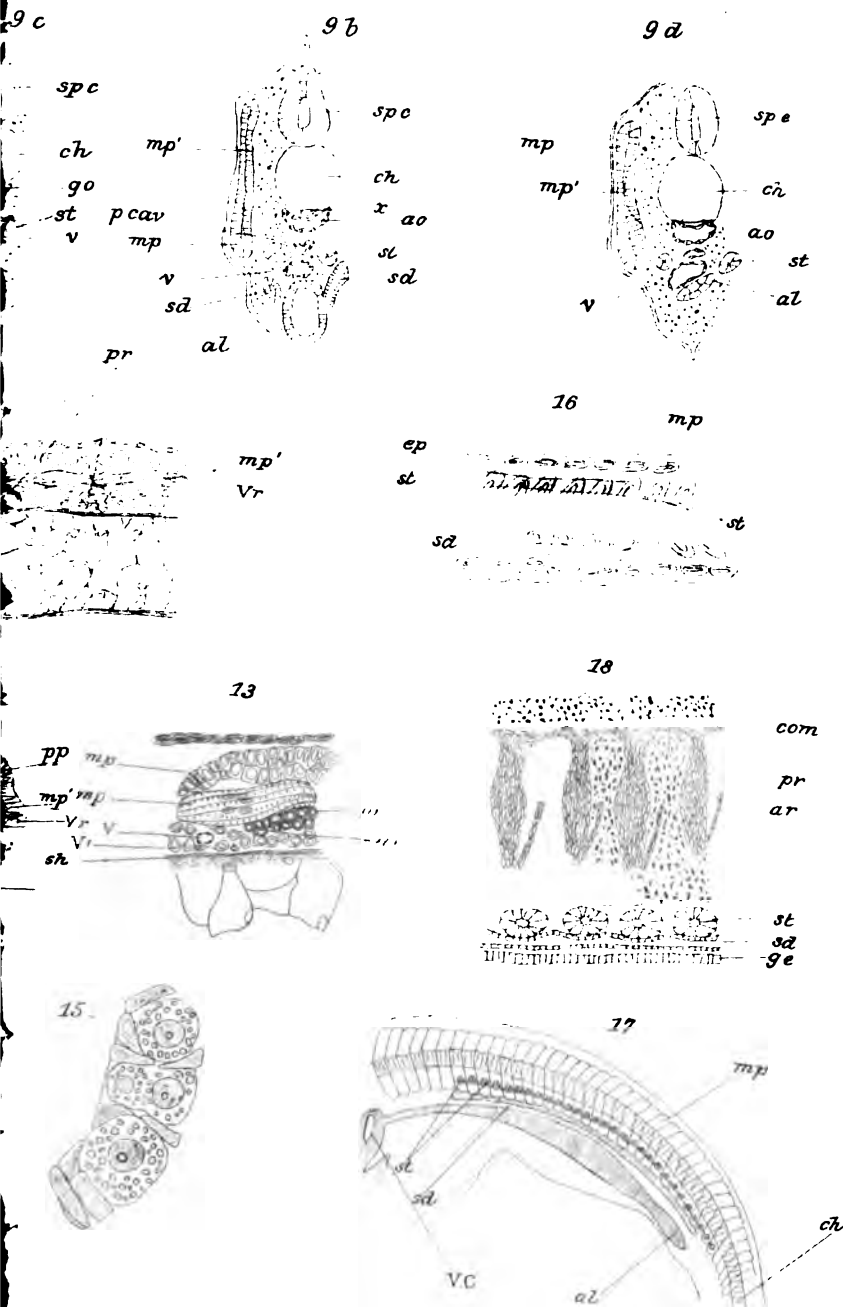 9 c
9 b
9 d
sp c
sp c
sp e
ch
mp'
mp
go
ch
mp'
ch
st
p cav
x
ao
ao
v
mp
st
st
v
sd
al
sd
v
al
pr
16
mp
ep
mp'
st
Vr
st
sd
13
18
com
pp
mp
pr
mp'
mp
ar
'''
Vr
V
V'
sh
st
sd
ge
15
17
mp
st
sd
ch
VC
al